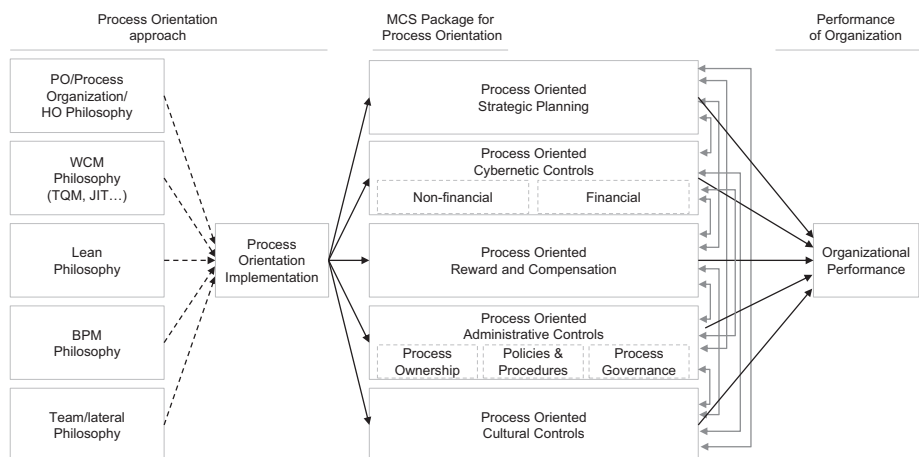 Process Orientation
approach
MCS Package for
Process Orientation
Performance
of Organization
PO/Process
Organization/
HO Philosophy
WCM
Philosophy
(TQM, JIT…)
Lean
Philosophy
BPM
Philosophy
Team/lateral
Philosophy
Process
Orientation
Implementation
Process Oriented
Strategic Planning
Process Oriented
Cybernetic Controls
Non-financial
Financial
Process Oriented
Reward and Compensation
Process Oriented
Administrative Controls
Process
Ownership
Policies &
Procedures
Process
Governance
Process Oriented
Cultural Controls
Organizational
Performance